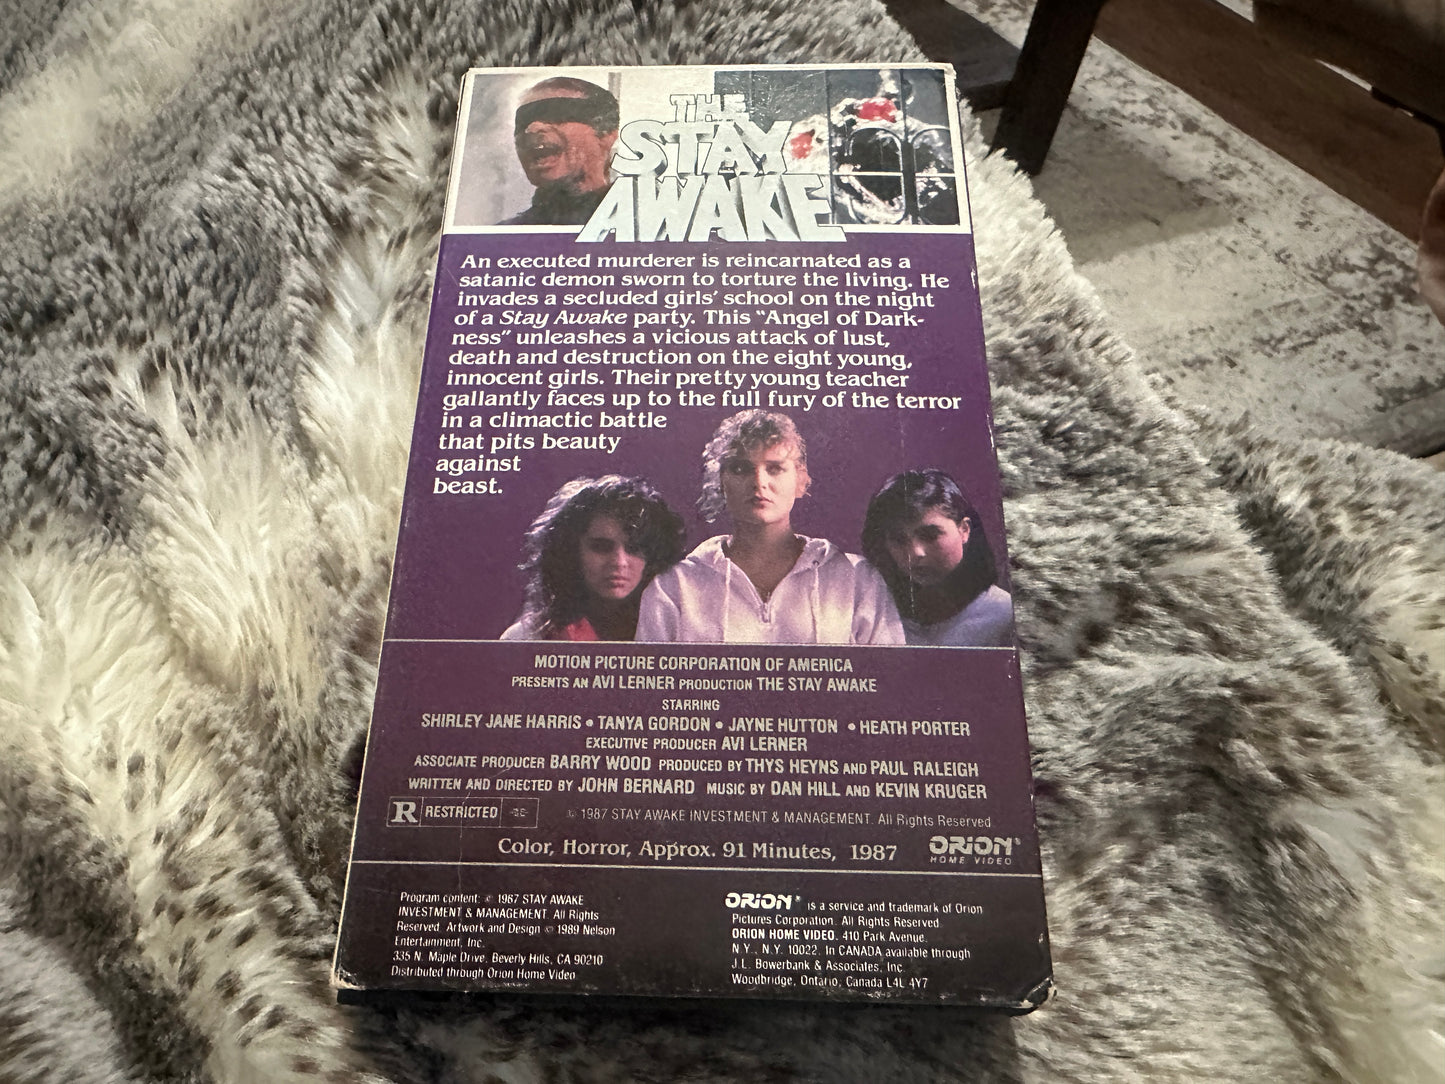 THE
STAY
AWAKE
An executed murderer is reincarnated as a
satanic demon sworn to torture the living. He
invades a secluded girls' school on the night
of a Stay Awake party. This "Angel of Dark-
ness" unleashes a vicious attack of lust,
death and destruction on the eight young,
innocent girls. Their pretty young teacher
gallantly faces up to the full fury of the terror
in a climactic battle
that pits beauty
against
beast.
MOTION PICTURE CORPORATION OF AMERICA
PRESENTS AN AVI LERNER PRODUCTION THE STAY AWAKE
STARRING
SHIRLEY JANE HARRIS • TANYA GORDON • JAYNE HUTTON • HEATH PORTER
EXECUTIVE PRODUCER AVI LERNER
ASSOCIATE PRODUCER BARRY WOOD PRODUCED BY THYS HEYNS AND PAUL RALEIGH
WRITTEN AND DIRECTED BY JOHN BERNARD MUSIC BY DAN HILL AND KEVIN KRUGER
R RESTRICTED © 1987 STAY AWAKE INVESTMENT & MANAGEMENT. All Rights Reserved
Color, Horror, Approx. 91 Minutes, 1987
ORION®
HOME VIDEO
Program content: © 1987 STAY AWAKE
INVESTMENT & MANAGEMENT. All Rights
Reserved. Artwork and Design © 1989 Nelson
Entertainment, Inc.
335 N. Maple Drive, Beverly Hills, CA 90210
Distributed through Orion Home Video
ORION® is a service and trademark of Orion
Pictures Corporation. All Rights Reserved.
ORION HOME VIDEO, 410 Park Avenue,
N.Y., N.Y. 10022. In CANADA available through
J.L. Bowerbank & Associates, Inc.
Woodbridge, Ontario, Canada L4L 4Y7